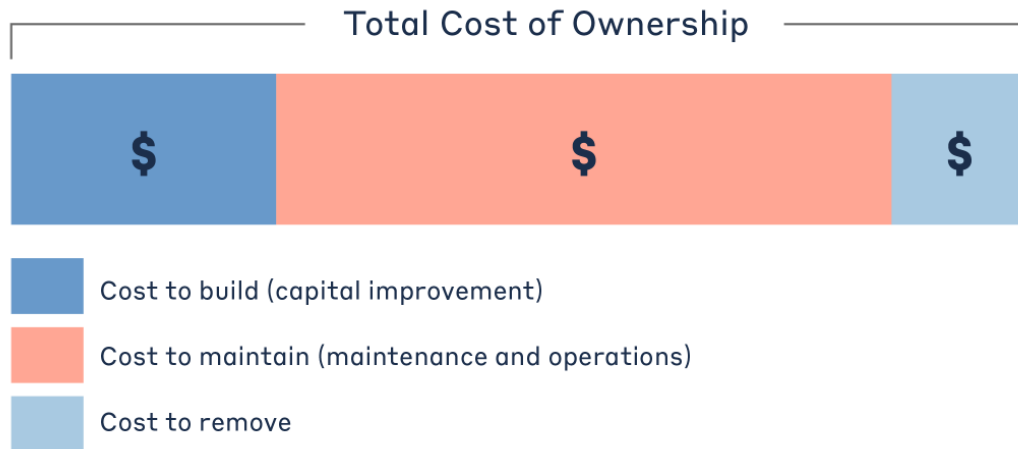 Total Cost of Ownership
$ $ $
Cost to build (capital improvement)
Cost to maintain (maintenance and operations)
Cost to remove